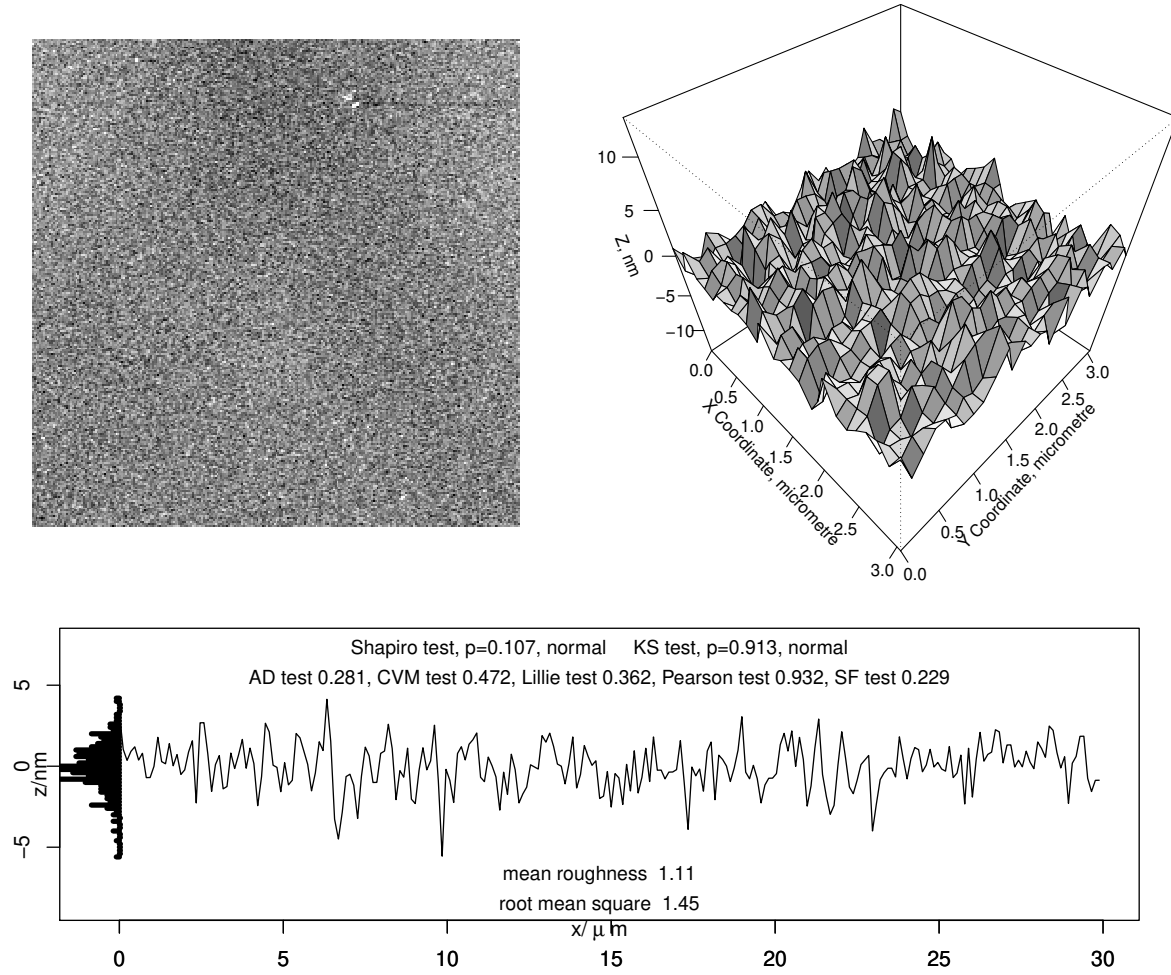 10
5
0
−5
−10
Z, nm
0.0
0.5
1.0
1.5
2.0
2.5
3.0
X Coordinate, micrometre
0.0
0.5
1.0
1.5
2.0
2.5
3.0
Y Coordinate, micrometre
Shapiro test, p=0.107, normal KS test, p=0.913, normal
AD test 0.281, CVM test 0.472, Lillie test 0.362, Pearson test 0.932, SF test 0.229
5
0
−5
z/nm
mean roughness 1.11
root mean square 1.45
x/ μ m
0 5 10 15 20 25 30